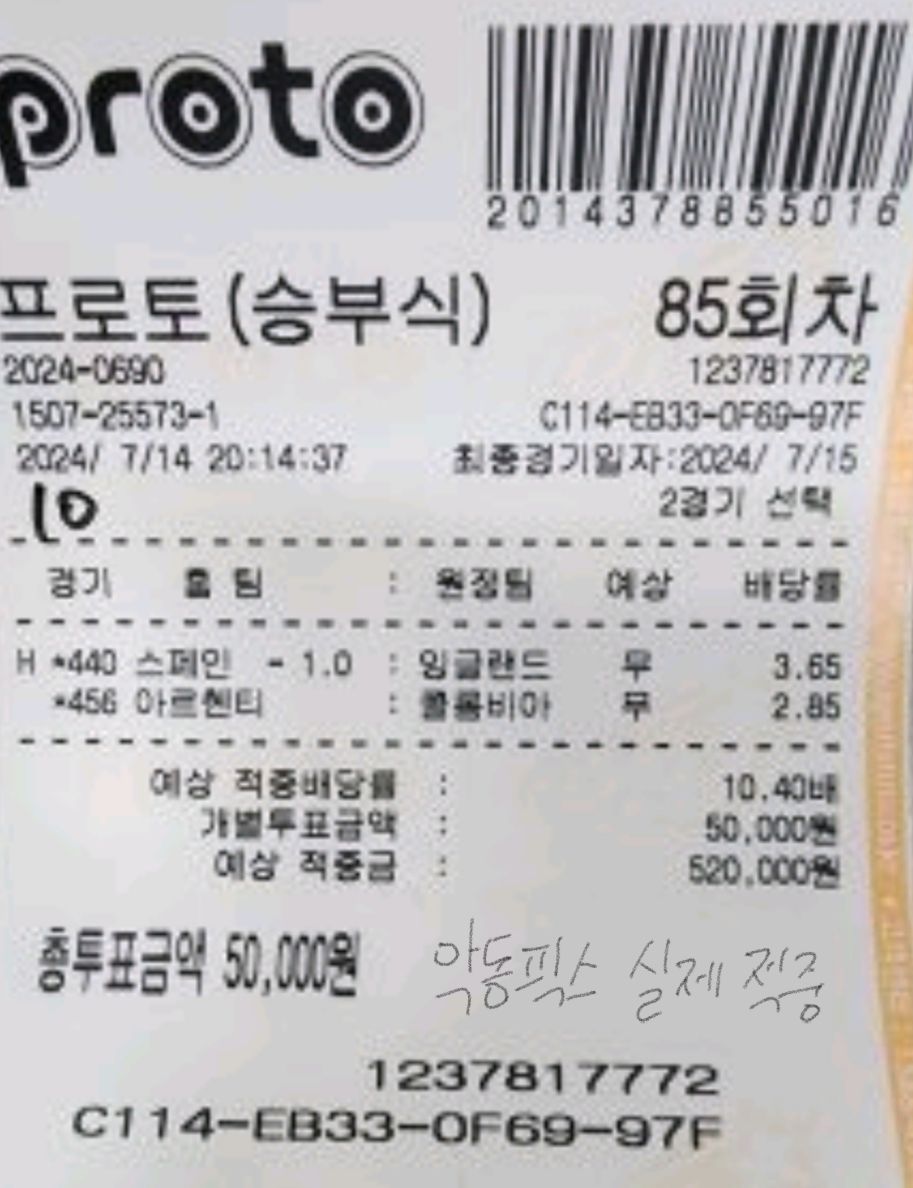 proto
2014378855016
프로토(승부식) 85회차
2024-0690 1237817772
1507-25573-1 C114-EB33-0F69-97F
2024/ 7/14 20:14:37 최종경기일자:2024/ 7/15
10 2경기 선택
경기 홈 팀 : 원정팀 예상 배당률
H *440 스페인 - 1.0 : 잉글랜드 무 3.65
*456 아르헨티 : 콜롬비아 무 2.85
예상 적중배당률 : 10.40배
개별투표금액 : 50,000원
예상 적중금 : 520,000원
총투표금액 50,000원 악동픽스 실제 적중
1237817772
C114-EB33-0F69-97F